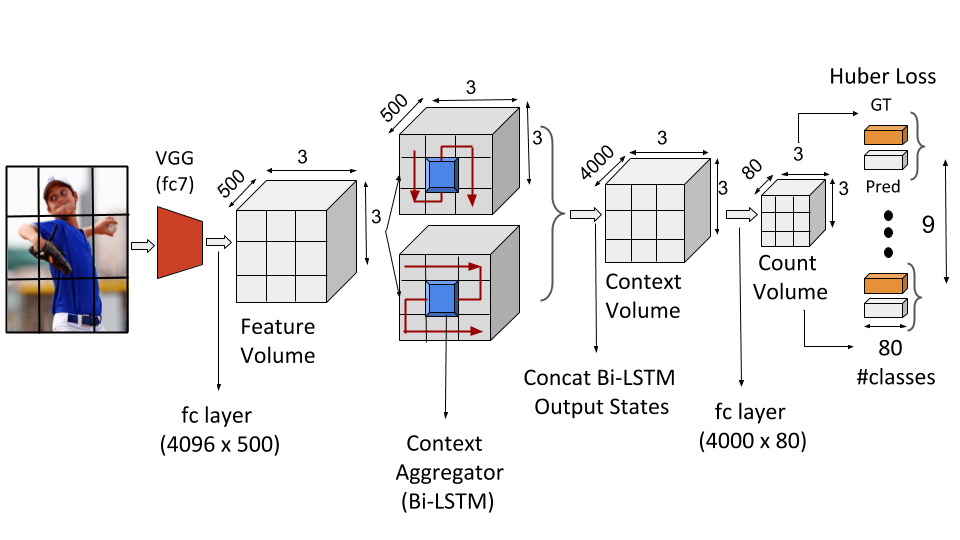 Huber Loss
GT
Pred
9
80
#classes
VGG
(fc7)
500
3
3
Feature
Volume
fc layer
(4096 x 500)
500
3
3
Context
Aggregator
(Bi-LSTM)
4000
3
3
Context
Volume
Concat Bi-LSTM
Output States
80
3
3
Count
Volume
fc layer
(4000 x 80)